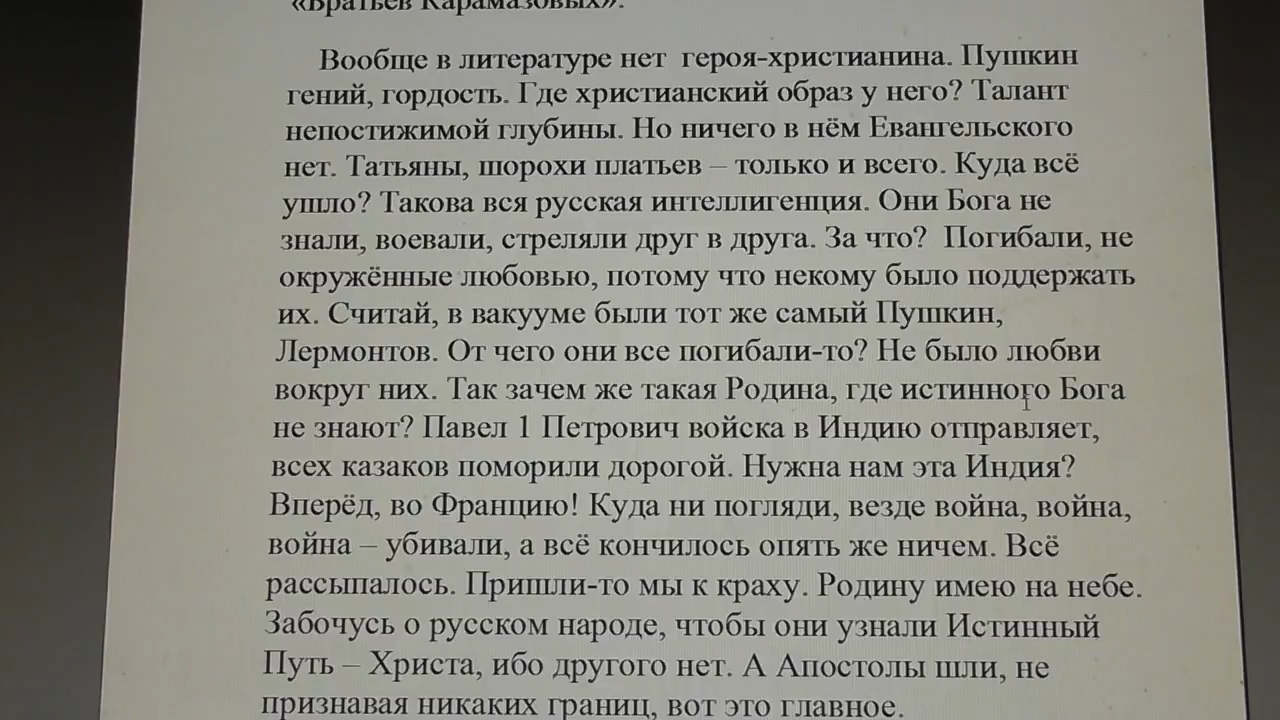 «Братьев Карамазовых».
Вообще в литературе нет героя-христианина. Пушкин
гений, гордость. Где христианский образ у него? Талант
непостижимой глубины. Но ничего в нём Евангельского
нет. Татьяны, шорохи платьев – только и всего. Куда всё
ушло? Такова вся русская интеллигенция. Они Бога не
знали, воевали, стреляли друг в друга. За что? Погибали, не
окружённые любовью, потому что некому было поддержать
их. Считай, в вакууме были тот же самый Пушкин,
Лермонтов. От чего они все погибали-то? Не было любви
вокруг них. Так зачем же такая Родина, где истинного Бога
не знают? Павел 1 Петрович войска в Индию отправляет,
всех казаков поморили дорогой. Нужна нам эта Индия?
Вперёд, во Францию! Куда ни погляди, везде война, война,
война – убивали, а всё кончилось опять же ничем. Всё
рассыпалось. Пришли-то мы к краху. Родину имею на небе.
Забочусь о русском народе, чтобы они узнали Истинный
Путь – Христа, ибо другого нет. А Апостолы шли, не
признавая никаких границ, вот это главное.